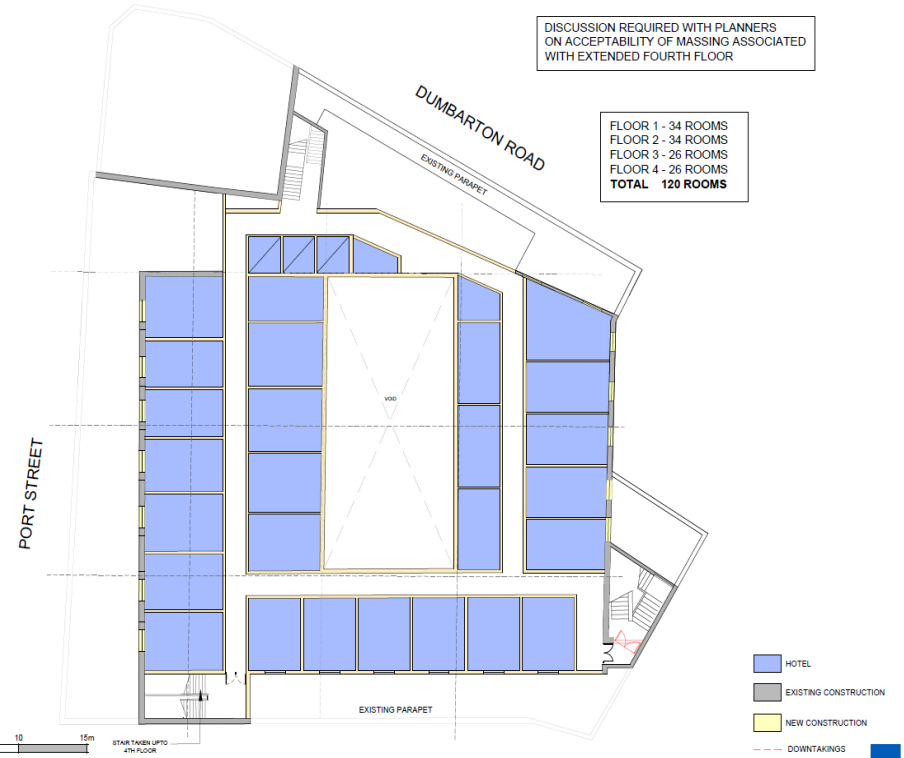 DISCUSSION REQUIRED WITH PLANNERS
ON ACCEPTABILITY OF MASSING ASSOCIATED
WITH EXTENDED FOURTH FLOOR
DUMBARTON ROAD
FLOOR 1 - 34 ROOMS
FLOOR 2 - 34 ROOMS
FLOOR 3 - 26 ROOMS
FLOOR 4 - 26 ROOMS
TOTAL 120 ROOMS
EXISTING PARAPET
VOID
PORT STREET
HOTEL
EXISTING CONSTRUCTION
EXISTING PARAPET
NEW CONSTRUCTION
10 15m
STAIR TAKEN UPTO
4TH FLOOR
DOWNTAKINGS